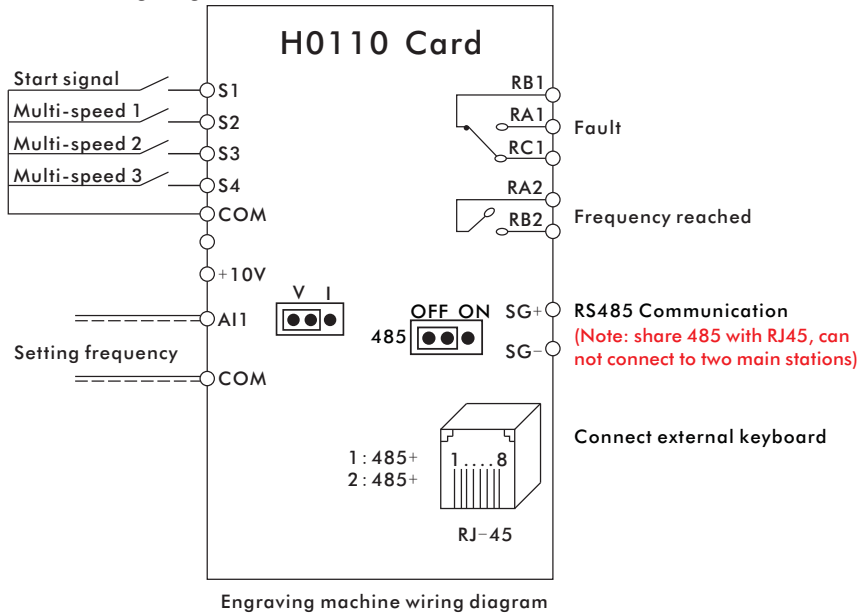 H0110 Card
Start signal
S1
Multi-speed 1
S2
Multi-speed 2
S3
Multi-speed 3
S4
COM
+10V
V I
AI1
Setting frequency
COM
RB1
RA1
Fault
RC1
RA2
Frequency reached
RB2
OFF ON
485
SG+
RS485 Communication
(Note: share 485 with RJ45, can
not connect to two main stations)
SG-
Connect external keyboard
1:485+
2:485+
1....8
RJ-45
Engraving machine wiring diagram